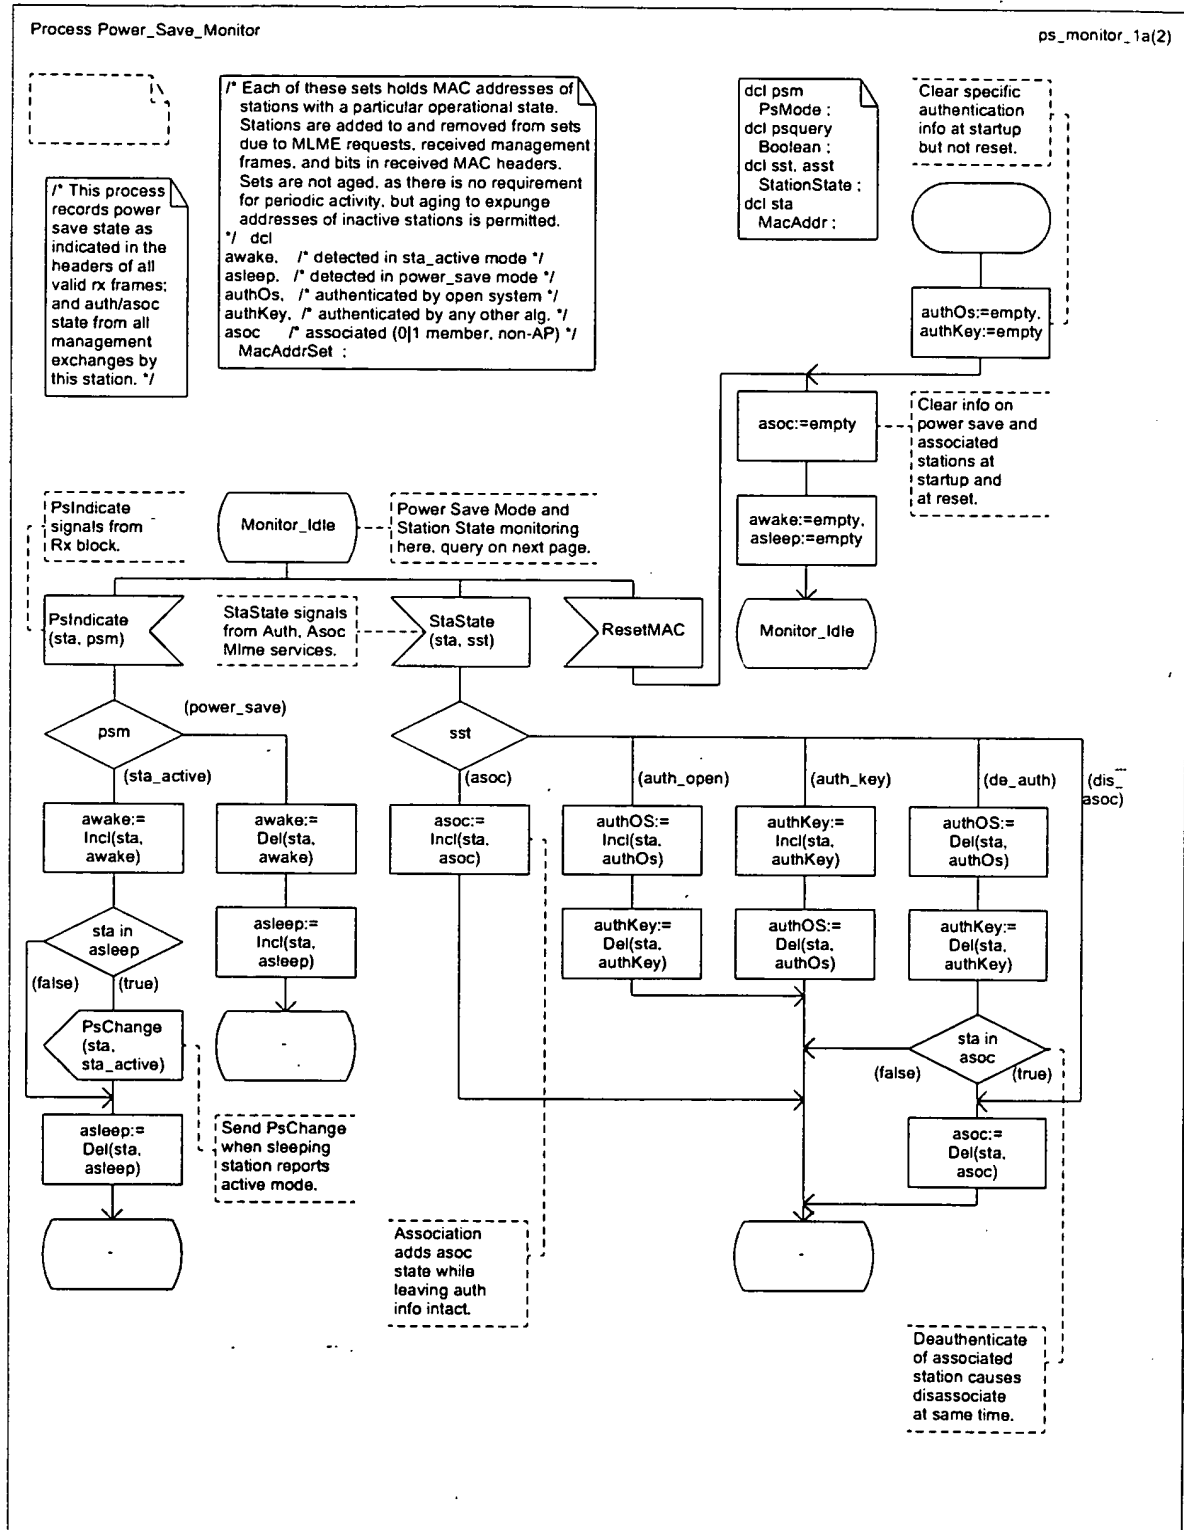 Process Power_Save_Monitor
ps_monitor_1a(2)
/* Each of these sets holds MAC addresses of
stations with a particular operational state.
Stations are added to and removed from sets
due to MLME requests, received management
frames, and bits in received MAC headers.
Sets are not aged, as there is no requirement
for periodic activity, but aging to expunge
addresses of inactive stations is permitted.
*/ dcl
awake, /* detected in sta_active mode */
asleep, /* detected in power_save mode */
authOs, /* authenticated by open system */
authKey, /* authenticated by any other alg. */
asoc /* associated (0|1 member, non-AP) */
MacAddrSet ;
dcl psm
PsMode ;
dcl psquery
Boolean ;
dcl sst, asst
StationState ;
dcl sta
MacAddr ;
Clear specific
authentication
info at startup
but not reset.
/* This process
records power
save state as
indicated in the
headers of all
valid rx frames;
and auth/asoc
state from all
management
exchanges by
this station. */
authOs:=empty,
authKey:=empty
asoc:=empty
Clear info on
power save and
associated
stations at
startup and
at reset.
awake:=empty,
asleep:=empty
Monitor_Idle
PsIndicate
signals from
Rx block.
Monitor_Idle
Power Save Mode and
Station State monitoring
here, query on next page.
PsIndicate
(sta, psm)
StaState signals
from Auth, Asoc
Mlme services.
StaState
(sta, sst)
ResetMAC
psm
(power_save)
(sta_active)
sst
(asoc)
(auth_open)
(auth_key)
(de_auth)
(dis_
asoc)
awake:=
Incl(sta,
awake)
awake:=
Del(sta,
awake)
asoc:=
Incl(sta,
asoc)
authOS:=
Incl(sta,
authOs)
authKey:=
Incl(sta,
authKey)
authOS:=
Del(sta,
authOs)
sta in
asleep
(false)
(true)
asleep:=
Incl(sta,
asleep)
authKey:=
Del(sta,
authKey)
authOS:=
Del(sta,
authOs)
authKey:=
Del(sta,
authKey)
PsChange
(sta,
sta_active)
-
sta in
asoc
(false)
(true)
asleep:=
Del(sta,
asleep)
Send PsChange
when sleeping
station reports
active mode.
asoc:=
Del(sta,
asoc)
-
Association
adds asoc
state while
leaving auth
info intact.
-
Deauthenticate
of associated
station causes
disassociate
at same time.